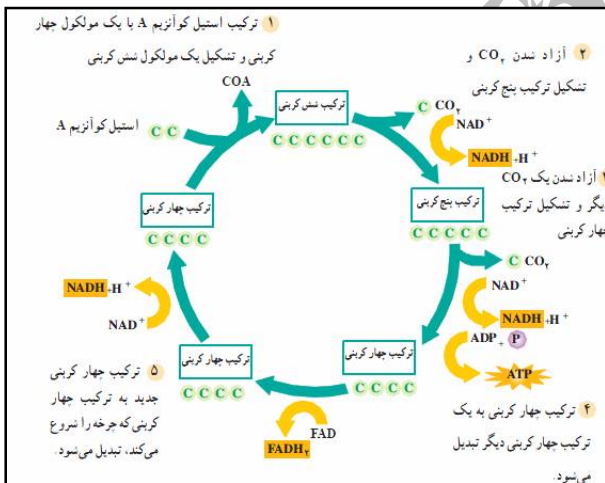 ۱ ترکیب استیل کوآنزیم A با یک مولکول چهار
کربنی و تشکیل یک مولکول شش کربنی
۲ آزاد شدن CO۲ و
تشکیل ترکیب پنج کربنی
COA
ترکیب شش کربنی
C CO۲
NAD+
استیل کوآنزیم A
C C
C C C C C C
NADH +H+
آزاد شدن یک CO۲
دیگر و تشکیل ترکیب
چهار کربنی
ترکیب چهار کربنی
C C C C
ترکیب پنج کربنی
C C C C C
C CO۲
NADH +H+
NAD+
NAD+
NADH +H+
ADP + P
ATP
ترکیب چهار کربنی
C C C C
ترکیب چهار کربنی
C C C C
FAD
FADH۲
۵ ترکیب چهار کربنی
جدید به ترکیب چهار
کربنی که چرخه را شروع
می‌کند، تبدیل می‌شود.
۴ ترکیب چهار کربنی به یک
ترکیب چهار کربنی دیگر تبدیل
می‌شود.